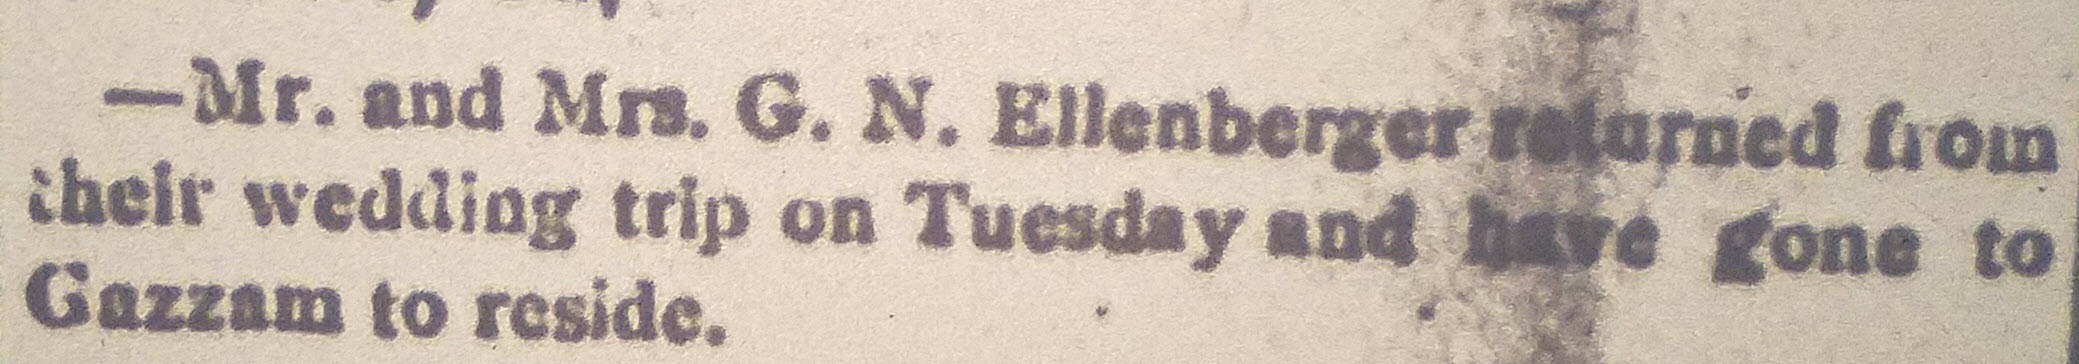 —Mr. and Mrs. G. N. Ellenberger returned from
their wedding trip on Tuesday and have gone to
Gazzam to reside.